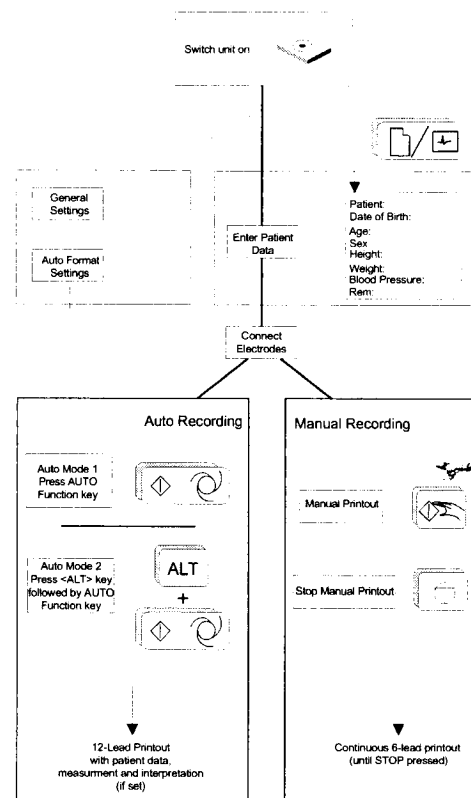 Switch unit on
General
Settings
Auto Format
Settings
Enter Patient
Data
Patient:
Date of Birth:
Age:
Sex
Height:
Weight:
Blood Pressure:
Rem:
Connect
Electrodes
Auto Recording
Auto Mode 1
Press AUTO
Function key
Auto Mode 2
Press <ALT> key
followed by AUTO
Function key
ALT
+
12-Lead Printout
with patient data,
measurment and interpretation
(if set)
Manual Recording
Manual Printout
Stop Manual Printout
Continuous 6-lead printout
(until STOP pressed)